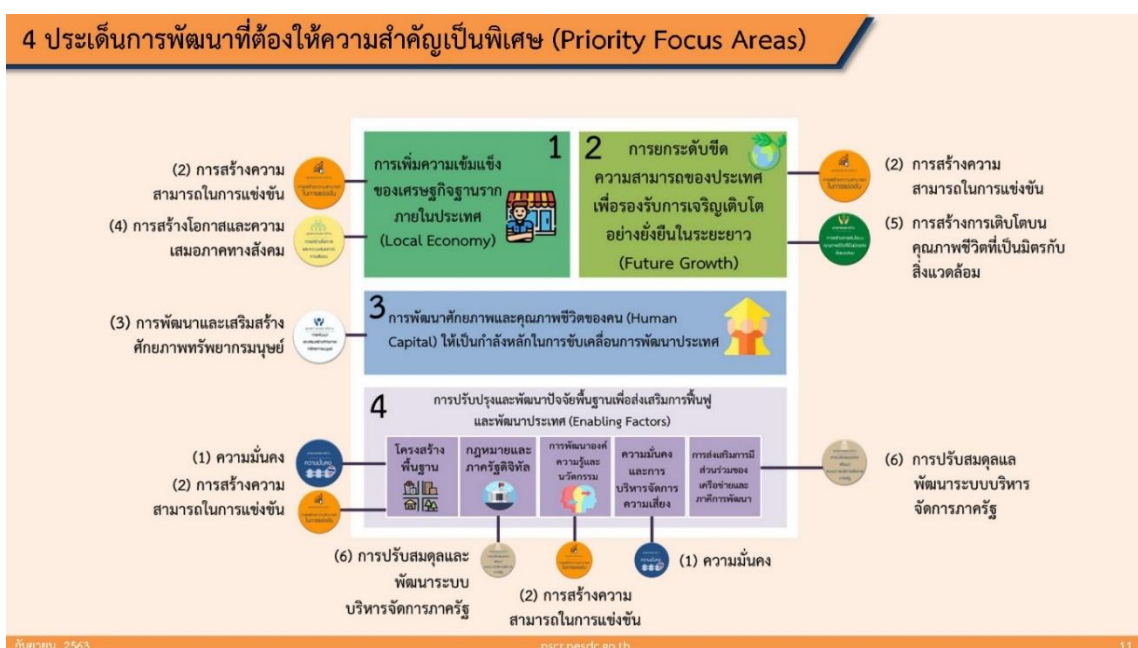 4 ประเด็นการพัฒนาที่ต้องให้ความสำคัญเป็นพิเศษ (Priority Focus Areas)
(2) การสร้างความ
สามารถในการแข่งขัน
(4) การสร้างโอกาสและความ
เสมอภาคทางสังคม
1
การเพิ่มความเข้มแข็ง
ของเศรษฐกิจฐานราก
ภายในประเทศ
(Local Economy)
2
การยกระดับขีด
ความสามารถของประเทศ
เพื่อรองรับการเจริญเติบโต
อย่างยั่งยืนในระยะยาว
(Future Growth)
(2) การสร้างความ
สามารถในการแข่งขัน
(5) การสร้างการเติบโตบน
คุณภาพชีวิตที่เป็นมิตรกับ
สิ่งแวดล้อม
(3) การพัฒนาและเสริมสร้าง
ศักยภาพทรัพยากรมนุษย์
3
การพัฒนาศักยภาพและคุณภาพชีวิตของคน (Human
Capital) ให้เป็นกำลังหลักในการขับเคลื่อนการพัฒนาประเทศ
4
การปรับปรุงและพัฒนาปัจจัยพื้นฐานเพื่อส่งเสริมการฟื้นฟู
และพัฒนาประเทศ (Enabling Factors)
(1) ความมั่นคง
(2) การสร้างความ
สามารถในการแข่งขัน
โครงสร้าง
พื้นฐาน
กฎหมายและ
ภาครัฐดิจิทัล
การพัฒนาองค์
ความรู้และ
นวัตกรรม
ความมั่นคง
และการ
บริหารจัดการ
ความเสี่ยง
การส่งเสริมการมี
ส่วนร่วมของ
เครือข่ายและ
ภาคีการพัฒนา
(6) การปรับสมดุลแล
พัฒนาระบบบริหาร
จัดการภาครัฐ
(6) การปรับสมดุลและ
พัฒนาระบบ
บริหารจัดการภาครัฐ
(2) การสร้างความ
สามารถในการแข่งขัน
(1) ความมั่นคง
กันยายน 2563
nscr.nesdc.go.th
11